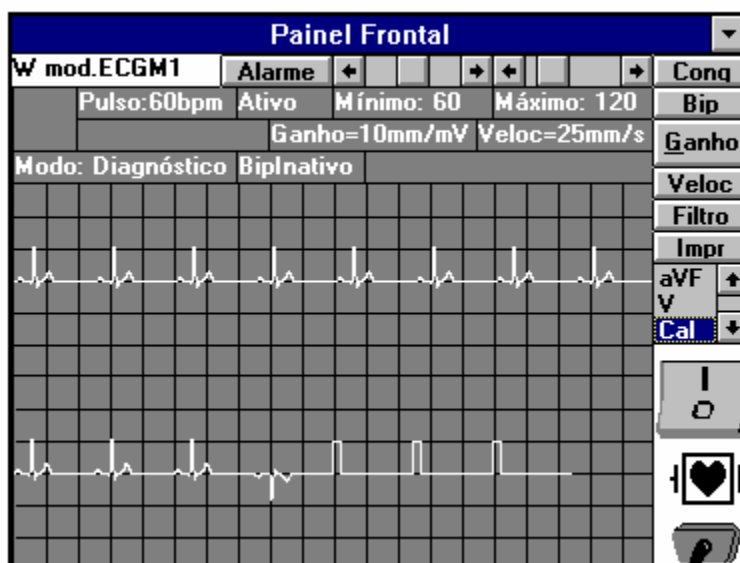 Painel Frontal
W mod.ECGM1 Alarme Conq
Pulso:60bpm Ativo Mínimo: 60 Máximo: 120 Bip
Ganho=10mm/mV Veloc=25mm/s Ganho
Modo: Diagnóstico BipInativo
Veloc
Filtro
Impr
aVF
V
Cal